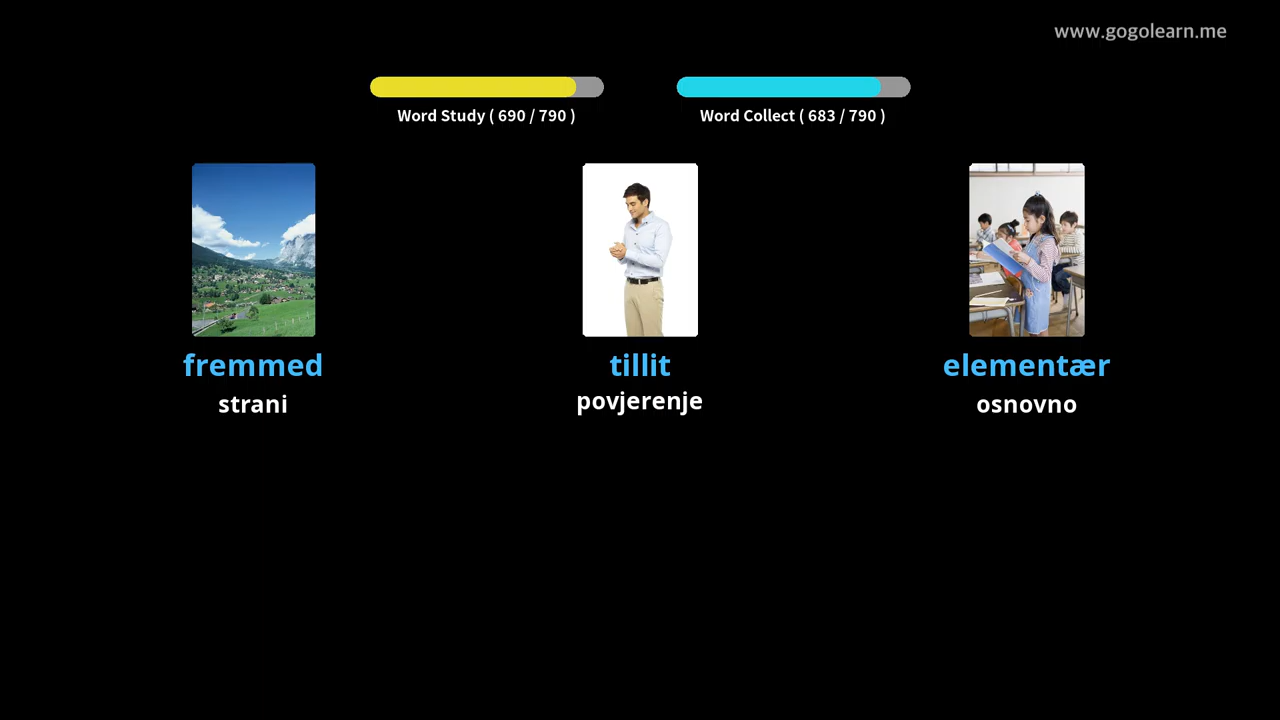 www.gogolearn.me
Word Study ( 690 / 790 )
Word Collect ( 683 / 790 )
fremmed
strani
tillit
povjerenje
elementær
osnovno